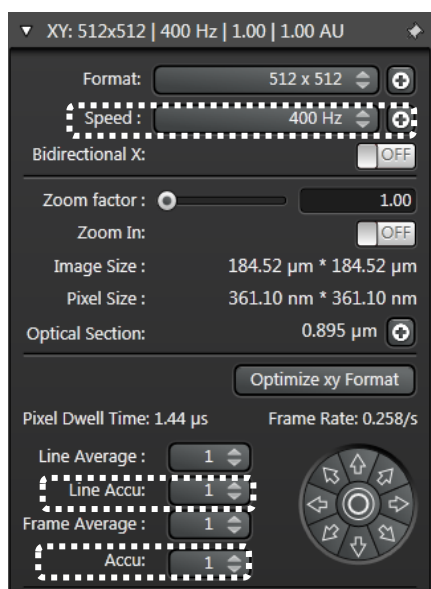 XY: 512x512 | 400 Hz | 1.00 | 1.00 AU
Format: 512 x 512
Speed : 400 Hz
Bidirectional X: OFF
Zoom factor : 1.00
Zoom In: OFF
Image Size : 184.52 µm * 184.52 µm
Pixel Size : 361.10 nm * 361.10 nm
Optical Section: 0.895 µm
Optimize xy Format
Pixel Dwell Time: 1.44 µs Frame Rate: 0.258/s
Line Average : 1
Line Accu: 1
Frame Average : 1
Accu: 1